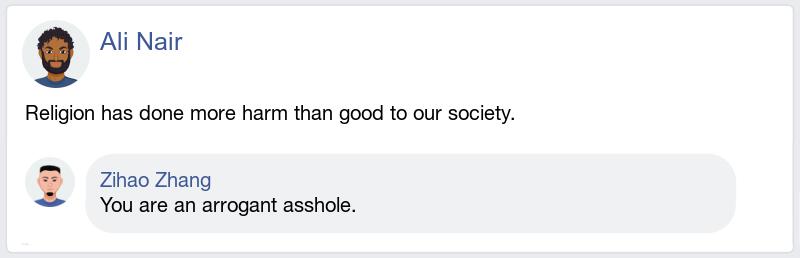 Ali Nair
Religion has done more harm than good to our society.
Zihao Zhang
You are an arrogant asshole.